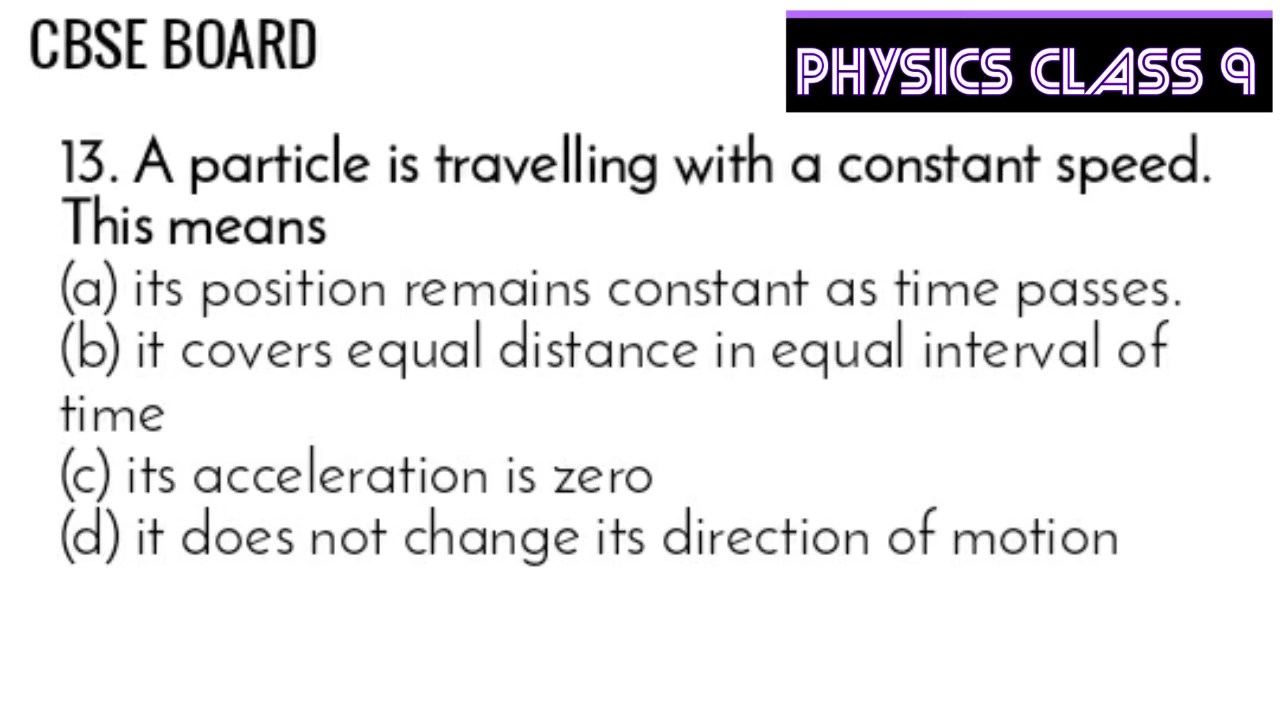 CBSE BOARD
PHYSICS CLASS 9
13. A particle is travelling with a constant speed.
This means
(a) its position remains constant as time passes.
(b) it covers equal distance in equal interval of
time
(c) its acceleration is zero
(d) it does not change its direction of motion